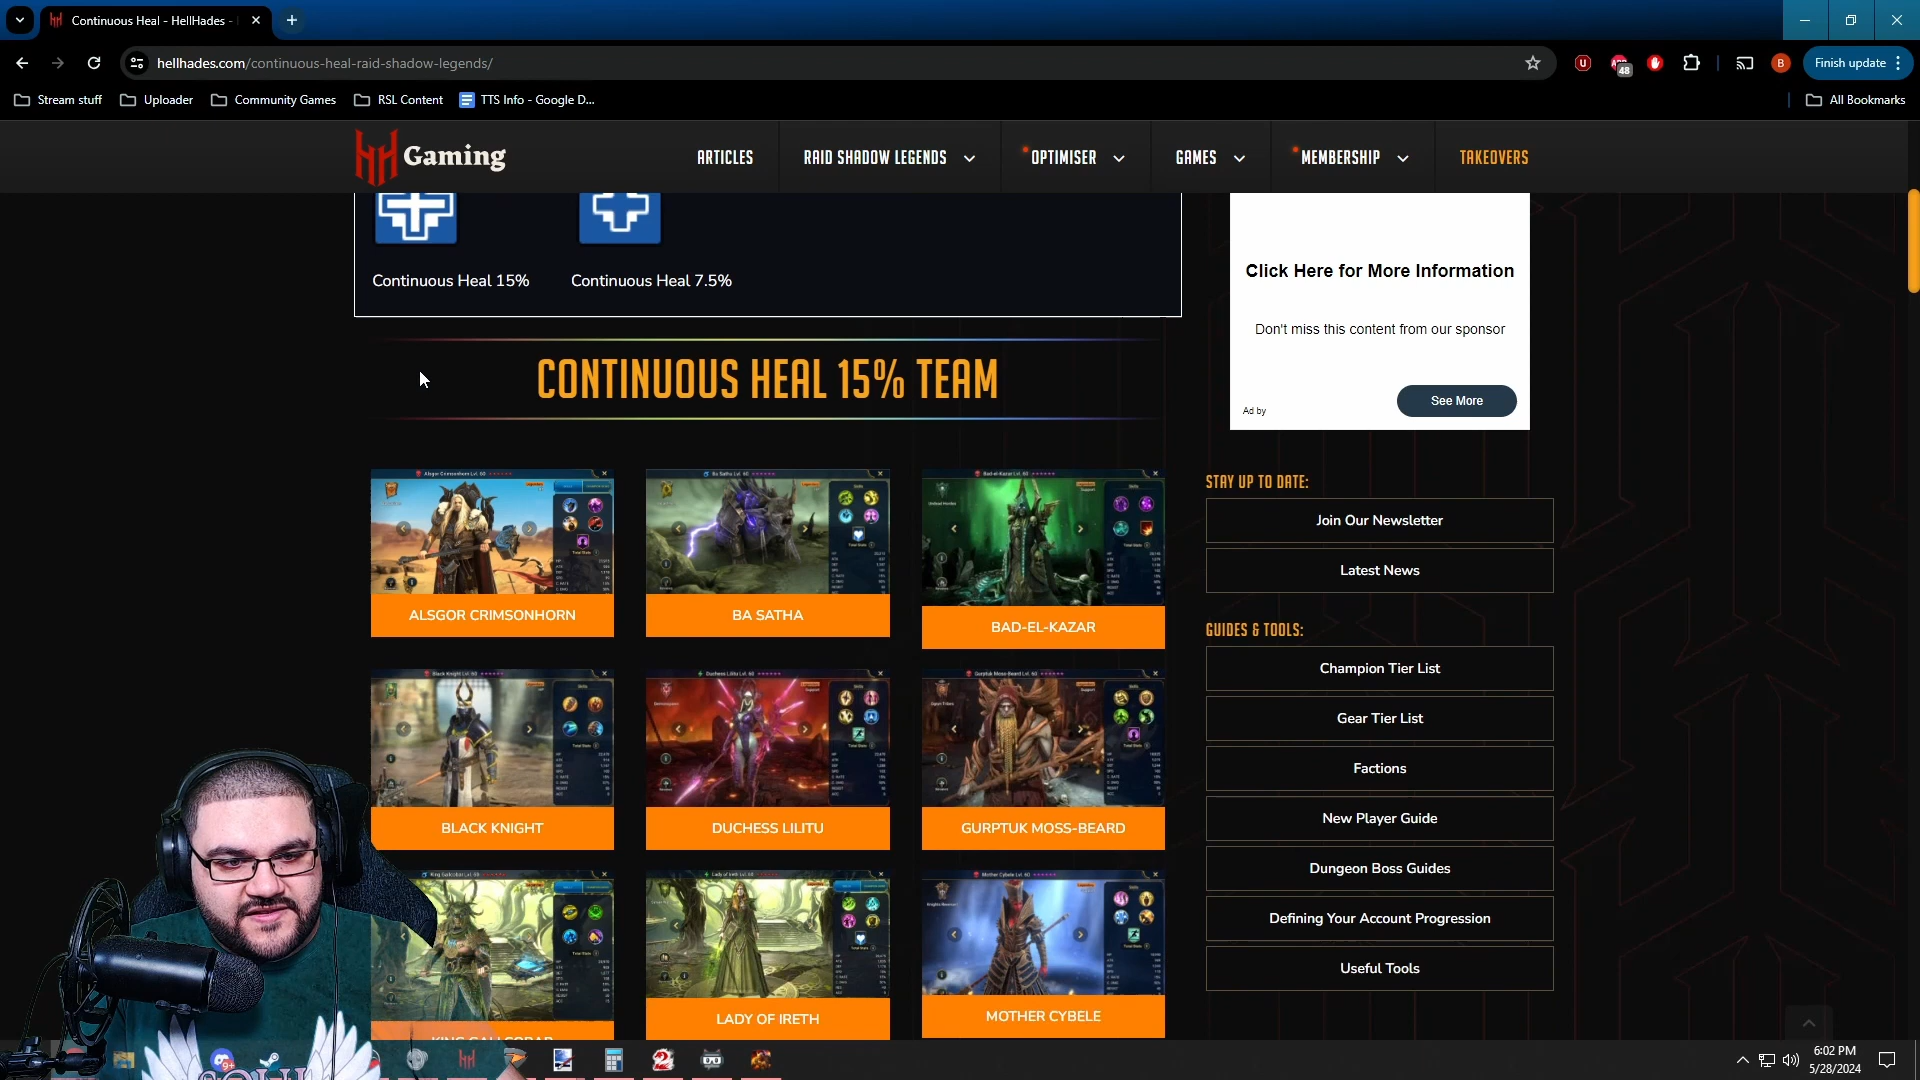 Continuous Heal - HellHades -
hellhades.com/continuous-heal-raid-shadow-legends/
48
B
Finish update
Stream stuff
Uploader
Community Games
RSL Content
TTS Info - Google D...
All Bookmarks
Gaming
ARTICLES
RAID SHADOW LEGENDS
OPTIMISER
GAMES
MEMBERSHIP
TAKEOVERS
Continuous Heal 15%
Continuous Heal 7.5%
CONTINUOUS HEAL 15% TEAM
Click Here for More Information
Don't miss this content from our sponsor
Ad by
See More
ALSGOR CRIMSONHORN
BA SATHA
BAD-EL-KAZAR
BLACK KNIGHT
DUCHESS LILITU
GURPTUK MOSS-BEARD
LADY OF IRETH
MOTHER CYBELE
STAY UP TO DATE:
Join Our Newsletter
Latest News
GUIDES & TOOLS:
Champion Tier List
Gear Tier List
Factions
New Player Guide
Dungeon Boss Guides
Defining Your Account Progression
Useful Tools
9+
6:02 PM
5/28/2024